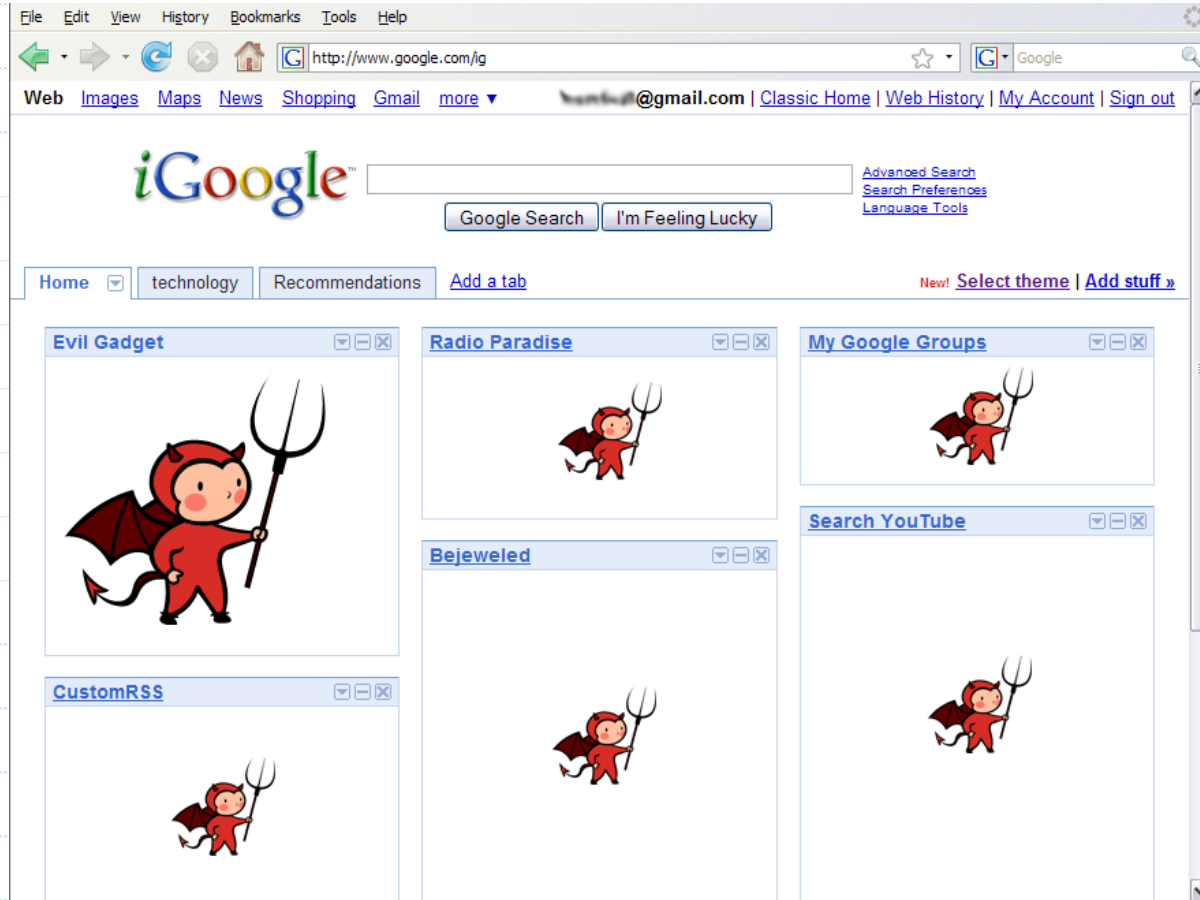 File Edit View History Bookmarks Tools Help
http://www.google.com/ig
Google
Web Images Maps News Shopping Gmail more ▼
@gmail.com | Classic Home | Web History | My Account | Sign out
iGoogle™
Advanced Search
Search Preferences
Language Tools
Google Search I'm Feeling Lucky
Home technology Recommendations Add a tab
New! Select theme | Add stuff »
Evil Gadget
Radio Paradise
My Google Groups
Search YouTube
Bejeweled
CustomRSS